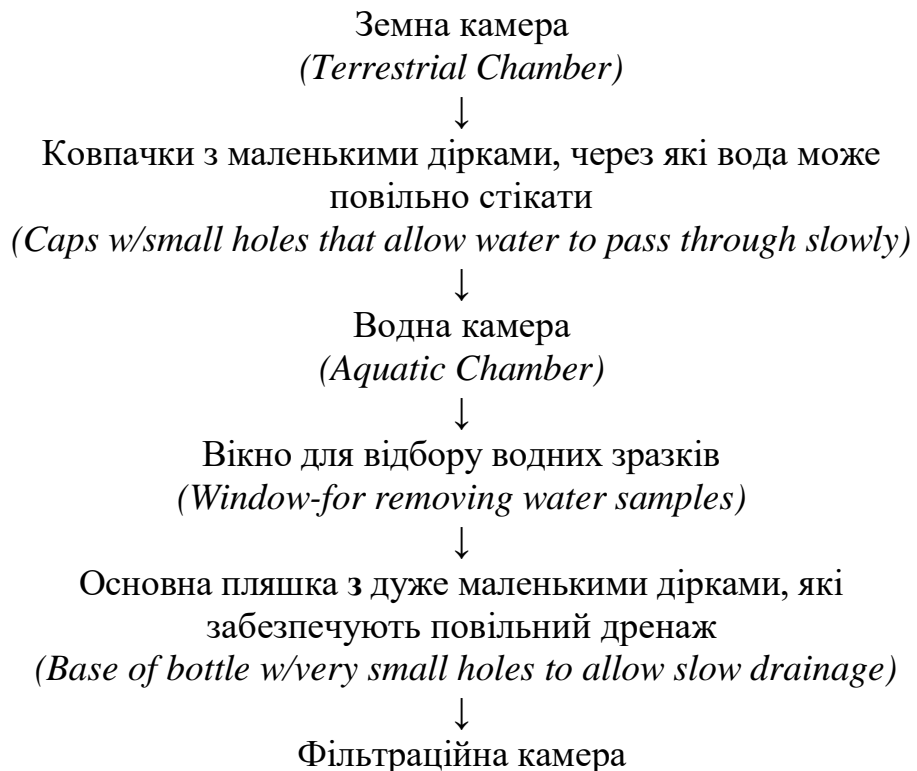 Земна камера
(Terrestrial Chamber)
↓
Ковпачки з маленькими дірками, через які вода може
повільно стікати
(Caps w/small holes that allow water to pass through slowly)
↓
Водна камера
(Aquatic Chamber)
↓
Вікно для відбору водних зразків
(Window-for removing water samples)
↓
Основна пляшка з дуже маленькими дірками, які
забезпечують повільний дренаж
(Base of bottle w/very small holes to allow slow drainage)
↓
Фільтраційна камера